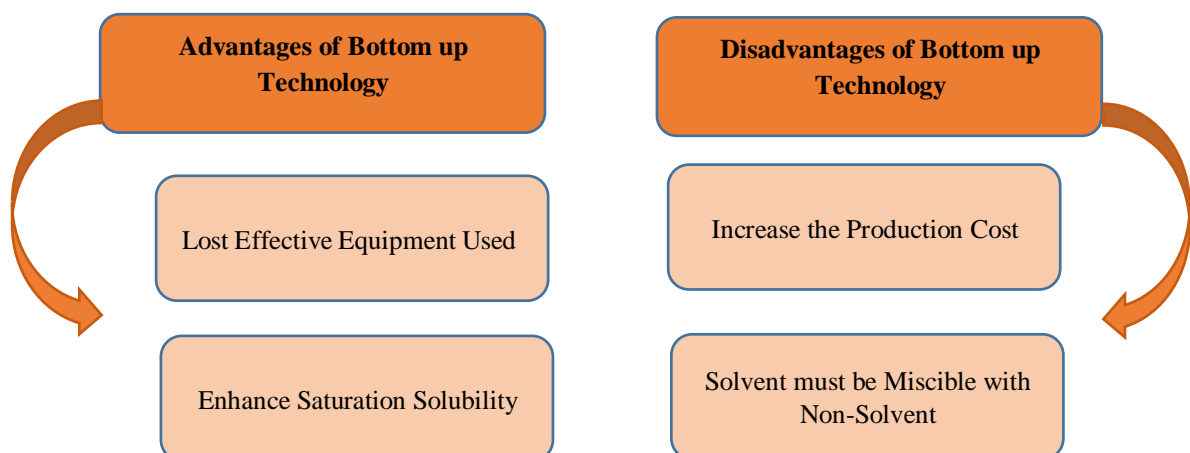 Advantages of Bottom up
Technology
Lost Effective Equipment Used
Enhance Saturation Solubility
Disadvantages of Bottom up
Technology
Increase the Production Cost
Solvent must be Miscible with
Non-Solvent